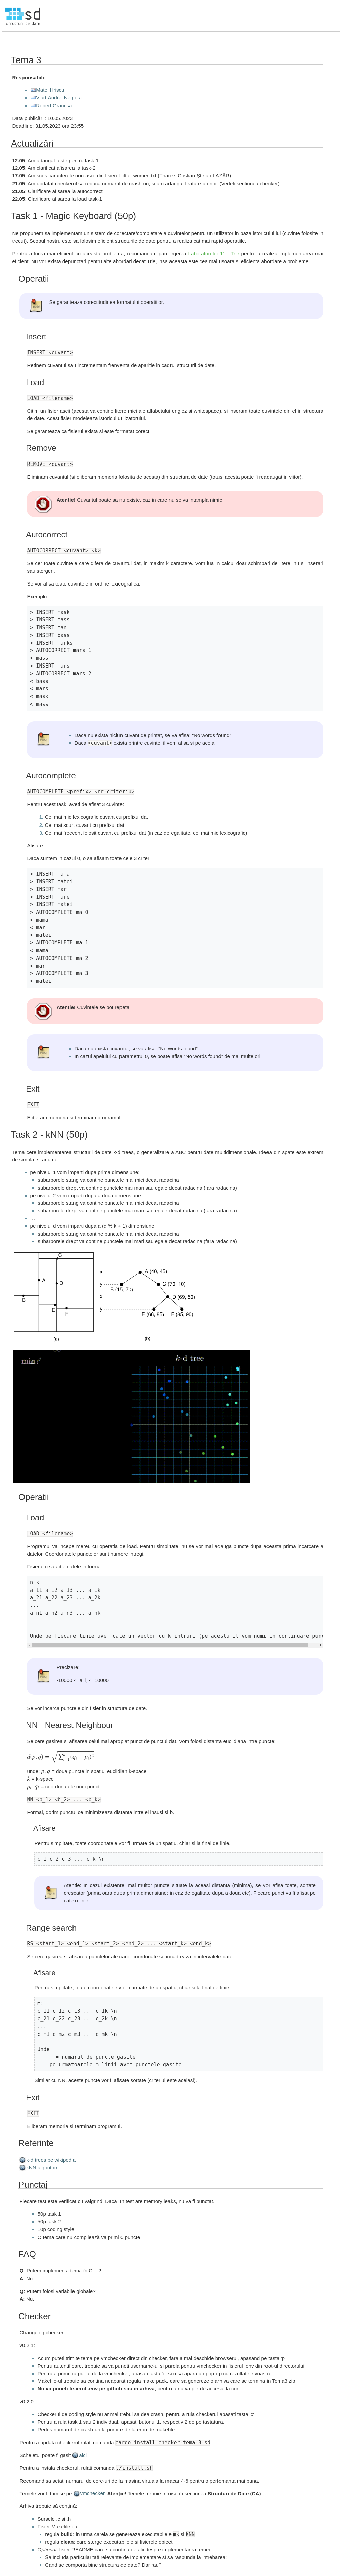 sd
structuri de date
Tema 3
Responsabili:
Matei Hriscu
Vlad-Andrei Negoita
Robert Grancsa
Data publicării: 10.05.2023
Deadline: 31.05.2023 ora 23:55
Actualizări
12.05: Am adaugat teste pentru task-1
12.05: Am clarificat afisarea la task-2
17.05: Am scos caracterele non-ascii din fisierul little_women.txt (Thanks Cristian-Ștefan LAZĂR)
21.05: Am updatat checkerul sa reduca numarul de crash-uri, si am adaugat feature-uri noi. (Vedeti sectiunea checker)
21.05: Clarificare afisarea la autocorrect
22.05: Clarificare afisarea la load task-1
Task 1 - Magic Keyboard (50p)
Ne propunem sa implementam un sistem de corectare/completare a cuvintelor pentru un utilizator in baza istoricului lui (cuvinte folosite in
trecut). Scopul nostru este sa folosim eficient structurile de date pentru a realiza cat mai rapid operatiile.
Pentru a lucra mai eficient cu aceasta problema, recomandam parcurgerea Laboratorului 11 - Trie pentru a realiza implementarea mai
eficient. Nu vor exista depunctari pentru alte abordari decat Trie, insa aceasta este cea mai usoara si eficienta abordare a problemei.
Operatii
Se garanteaza corectitudinea formatului operatiilor.
Insert
INSERT <cuvant>
Retinem cuvantul sau incrementam frenventa de aparitie in cadrul structurii de date.
Load
LOAD <filename>
Citim un fisier ascii (acesta va contine litere mici ale alfabetului englez si whitespace), si inseram toate cuvintele din el in structura
de date. Acest fisier modeleaza istoricul utilizatorului.
Se garanteaza ca fisierul exista si este formatat corect.
Remove
REMOVE <cuvant>
Eliminam cuvantul (si eliberam memoria folosita de acesta) din structura de date (totusi acesta poate fi readaugat in viitor).
Atentie! Cuvantul poate sa nu existe, caz in care nu se va intampla nimic
Autocorrect
AUTOCORRECT <cuvant> <k>
Se cer toate cuvintele care difera de cuvantul dat, in maxim k caractere. Vom lua in calcul doar schimbari de litere, nu si inserari
sau stergeri.
Se vor afisa toate cuvintele in ordine lexicografica.
Exemplu:
> INSERT mask
> INSERT mass
> INSERT man
> INSERT bass
> INSERT marks
> AUTOCORRECT mars 1
< mass
> INSERT mars
> AUTOCORRECT mars 2
< bass
< mars
< mask
< mass
Daca nu exista niciun cuvant de printat, se va afisa: "No words found"
Daca <cuvant> exista printre cuvinte, il vom afisa si pe acela
Autocomplete
AUTOCOMPLETE <prefix> <nr-criteriu>
Pentru acest task, aveti de afisat 3 cuvinte:
1. Cel mai mic lexicografic cuvant cu prefixul dat
2. Cel mai scurt cuvant cu prefixul dat
3. Cel mai frecvent folosit cuvant cu prefixul dat (in caz de egalitate, cel mai mic lexicografic)
Afisare:
Daca suntem in cazul 0, o sa afisam toate cele 3 criterii
> INSERT mama
> INSERT matei
> INSERT mar
> INSERT mare
> INSERT matei
> AUTOCOMPLETE ma 0
< mama
< mar
< matei
> AUTOCOMPLETE ma 1
< mama
> AUTOCOMPLETE ma 2
< mar
> AUTOCOMPLETE ma 3
< matei
Atentie! Cuvintele se pot repeta
Daca nu exista cuvantul, se va afisa: "No words found"
In cazul apelului cu parametrul 0, se poate afisa "No words found" de mai multe ori
Exit
EXIT
Eliberam memoria si terminam programul.
Task 2 - kNN (50p)
Tema cere implementarea structurii de date k-d trees, o generalizare a ABC pentru date multidimensionale. Ideea din spate este extrem
de simpla, si anume:
pe nivelul 1 vom imparti dupa prima dimensiune:
subarborele stang va contine punctele mai mici decat radacina
subarborele drept va contine punctele mai mari sau egale decat radacina (fara radacina)
pe nivelul 2 vom imparti dupa a doua dimensiune:
subarborele stang va contine punctele mai mici decat radacina
subarborele drept va contine punctele mai mari sau egale decat radacina (fara radacina)
...
pe nivelul d vom imparti dupa a (d % k + 1) dimensiune:
subarborele stang va contine punctele mai mici decat radacina
subarborele drept va contine punctele mai mari sau egale decat radacina (fara radacina)
C
A
D
B
E
F
(a)
x
y
x
y
A (40, 45)
B (15, 70)
C (70, 10)
D (69, 50)
E (66, 85)
F (85, 90)
(b)
k-d tree
Operatii
Load
LOAD <filename>
Programul va incepe mereu cu operatia de load. Pentru simplitate, nu se vor mai adauga puncte dupa aceasta prima incarcare a
datelor. Coordonatele punctelor sunt numere intregi.
Fisierul o sa aibe datele in forma:
n k
a_11 a_12 a_13 ... a_1k
a_21 a_22 a_23 ... a_2k
...
a_n1 a_n2 a_n3 ... a_nk
Unde pe fiecare linie avem cate un vector cu k intrari (pe acesta il vom numi in continuare punc
Precizare:
-10000 <= a_ij <= 10000
Se vor incarca punctele din fisier in structura de date.
NN - Nearest Neighbour
Se cere gasirea si afisarea celui mai apropiat punct de punctul dat. Vom folosi distanta euclidiana intre puncte:
d(p, q) = √∑ᵏᵢ₌₁(qᵢ − pᵢ)²
unde: p, q = doua puncte in spatiul euclidian k-space
k = k-space
pᵢ, qᵢ = coordonatele unui punct
NN <b_1> <b_2> ... <b_k>
Formal, dorim punctul ce minimizeaza distanta intre el insusi si b.
Afisare
Pentru simplitate, toate coordonatele vor fi urmate de un spatiu, chiar si la final de linie.
c_1 c_2 c_3 ... c_k \n
Atentie: In cazul existentei mai multor puncte situate la aceasi distanta (minima), se vor afisa toate, sortate
crescator (prima oara dupa prima dimensiune; in caz de egalitate dupa a doua etc). Fiecare punct va fi afisat pe
cate o linie.
Range search
RS <start_1> <end_1> <start_2> <end_2> ... <start_k> <end_k>
Se cere gasirea si afisarea punctelor ale caror coordonate se incadreaza in intervalele date.
Afisare
Pentru simplitate, toate coordonatele vor fi urmate de un spatiu, chiar si la final de linie.
m:
c_11 c_12 c_13 ... c_1k \n
c_21 c_22 c_23 ... c_2k \n
...
c_m1 c_m2 c_m3 ... c_mk \n
Unde
m = numarul de puncte gasite
pe urmatoarele m linii avem punctele gasite
Similar cu NN, aceste puncte vor fi afisate sortate (criteriul este acelasi).
Exit
EXIT
Eliberam memoria si terminam programul.
Referinte
k-d trees pe wikipedia
kNN algorithm
Punctaj
Fiecare test este verificat cu valgrind. Dacă un test are memory leaks, nu va fi punctat.
50p task 1
50p task 2
10p coding style
O tema care nu compilează va primi 0 puncte
FAQ
Q: Putem implementa tema în C++?
A: Nu.
Q: Putem folosi variabile globale?
A: Nu.
Checker
Changelog checker:
v0.2.1:
Acum puteti trimite tema pe vmchecker direct din checker, fara a mai deschide browserul, apasand pe tasta 'p'
Pentru autentificare, trebuie sa va puneti username-ul si parola pentru vmchecker in fisierul .env din root-ul directorului
Pentru a primi output-ul de la vmchecker, apasati tasta 'o' si o sa apara un pop-up cu rezultatele voastre
Makefile-ul trebuie sa contina neaparat regula make pack, care sa genereze o arhiva care se termina in Tema3.zip
Nu va puneti fisierul .env pe github sau in arhiva, pentru a nu va pierde accesul la cont
v0.2.0:
Checkerul de coding style nu ar mai trebui sa dea crash, pentru a rula checkerul apasati tasta 'c'
Pentru a rula task 1 sau 2 individual, apasati butonul 1, respectiv 2 de pe tastatura.
Redus numarul de crash-uri la pornire de la erori de makefile.
Pentru a updata checkerul rulati comanda cargo install checker-tema-3-sd
Scheletul poate fi gasit aici
Pentru a instala checkerul, rulati comanda ./install.sh
Recomand sa setati numarul de core-uri de la masina virtuala la macar 4-8 pentru o perfomanta mai buna.
Temele vor fi trimise pe vmchecker. Atenție! Temele trebuie trimise în sectiunea Structuri de Date (CA).
Arhiva trebuie să conțină:
Sursele .c si .h
Fisier Makefile cu
regula build: in urma careia se genereaza executabilele mk si kNN
regula clean: care sterge executabilele si fisierele obiect
Optional: fisier README care sa contina detalii despre implementarea temei
Sa includa particularitati relevante de implementare si sa raspunda la intrebarea:
Cand se comporta bine structura de date? Dar rau?